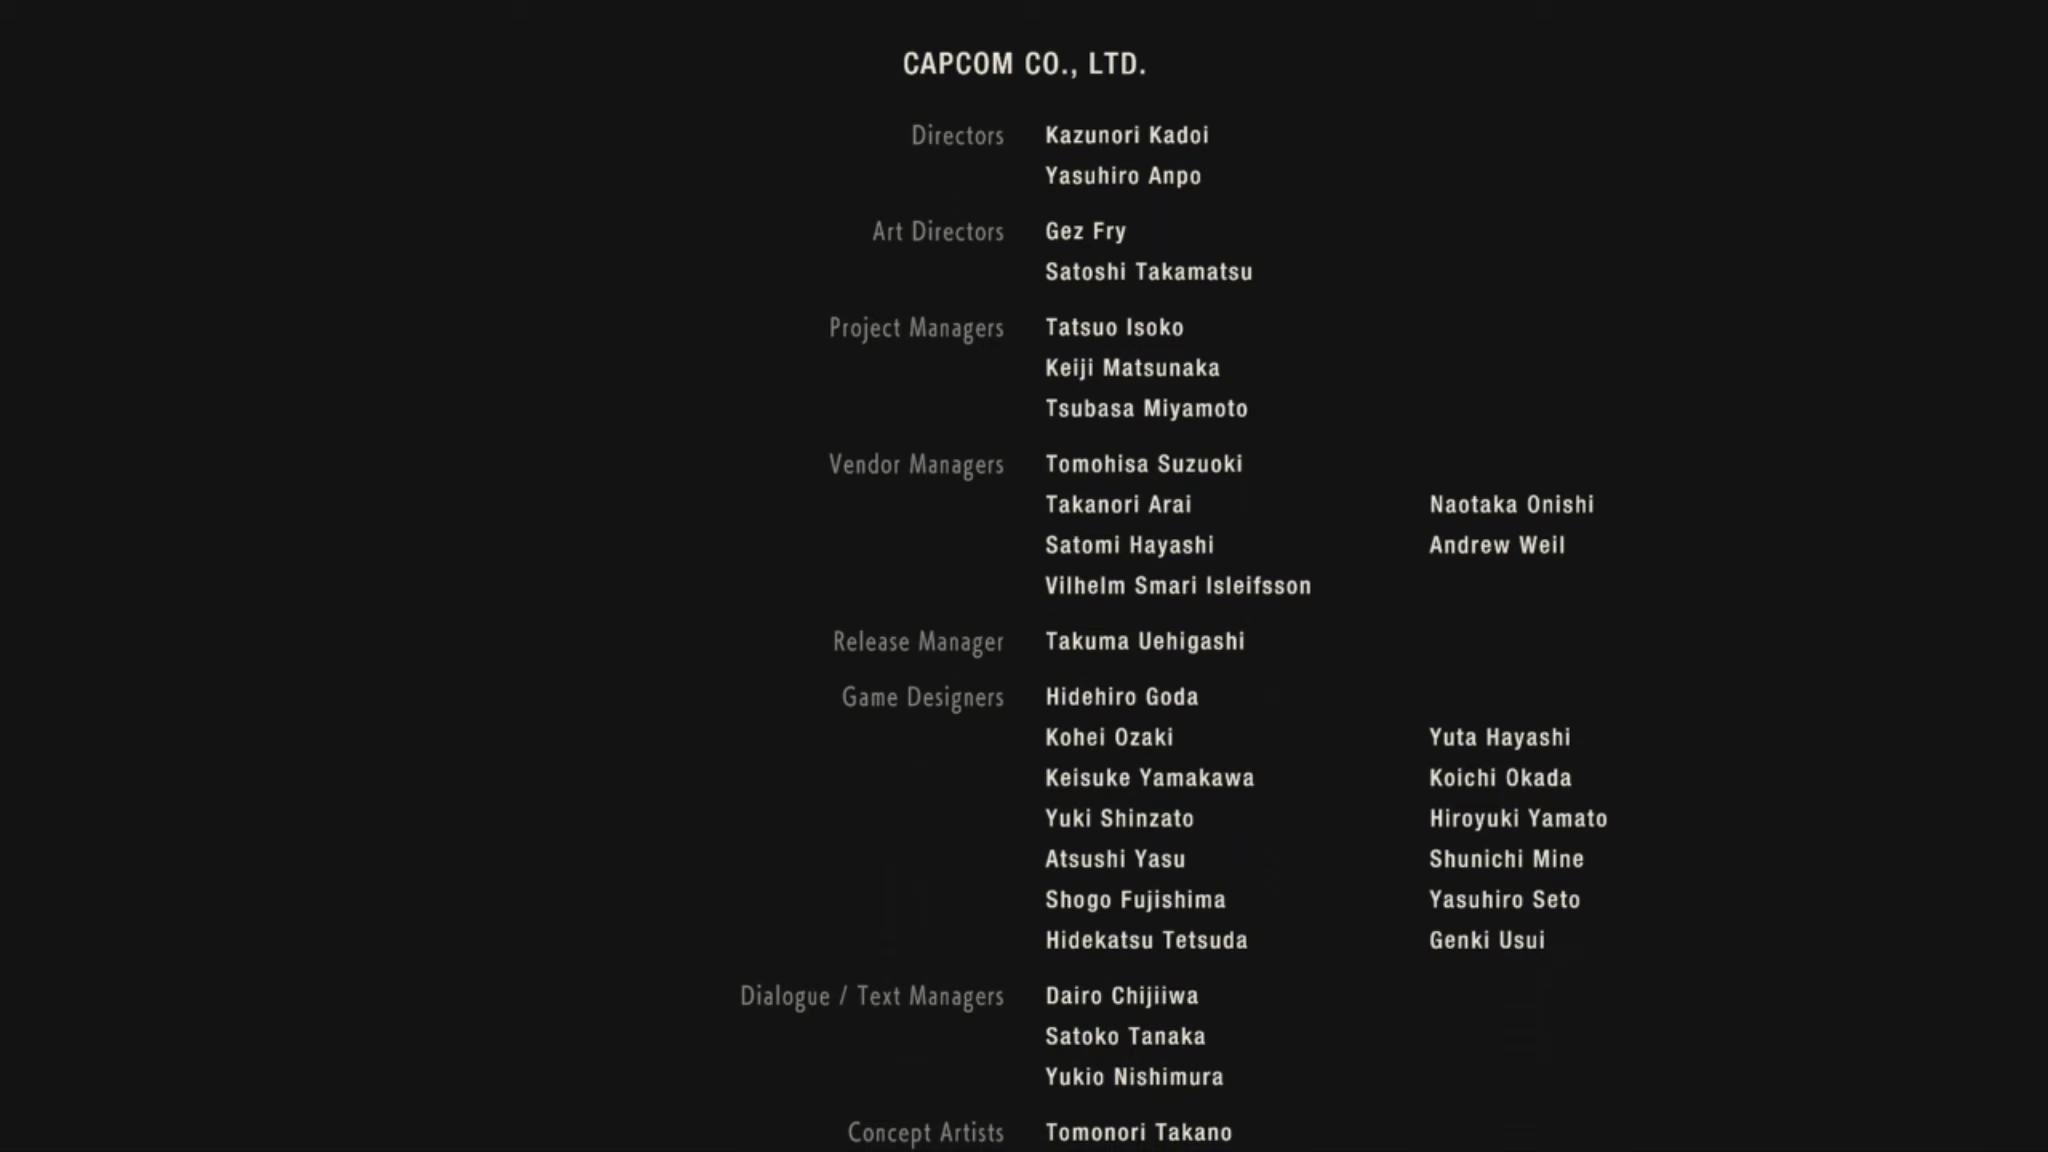 CAPCOM CO., LTD.
Directors Kazunori Kadoi
Yasuhiro Anpo
Art Directors Gez Fry
Satoshi Takamatsu
Project Managers Tatsuo Isoko
Keiji Matsunaka
Tsubasa Miyamoto
Vendor Managers Tomohisa Suzuoki
Takanori Arai Naotaka Onishi
Satomi Hayashi Andrew Weil
Vilhelm Smari Isleifsson
Release Manager Takuma Uehigashi
Game Designers Hidehiro Goda
Kohei Ozaki Yuta Hayashi
Keisuke Yamakawa Koichi Okada
Yuki Shinzato Hiroyuki Yamato
Atsushi Yasu Shunichi Mine
Shogo Fujishima Yasuhiro Seto
Hidekatsu Tetsuda Genki Usui
Dialogue / Text Managers Dairo Chijiiwa
Satoko Tanaka
Yukio Nishimura
Concept Artists Tomonori Takano